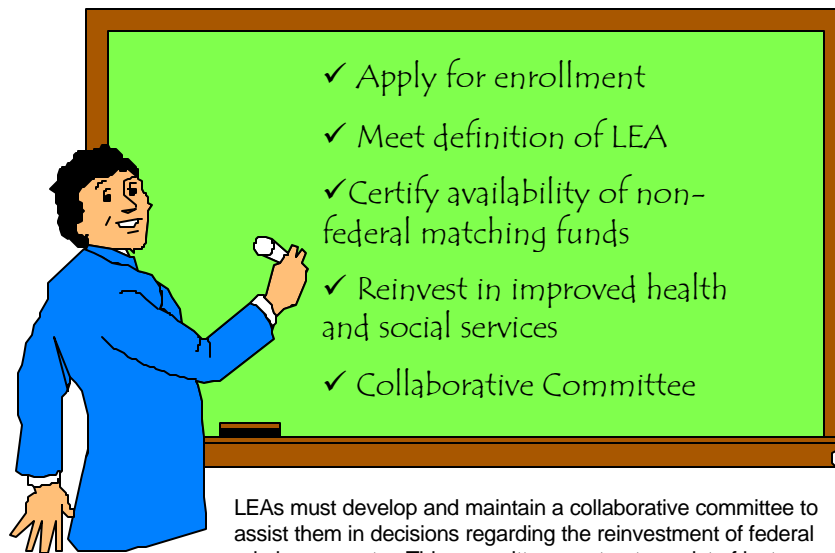 ✓ Apply for enrollment
✓ Meet definition of LEA
✓Certify availability of non-
federal matching funds
✓ Reinvest in improved health
and social services
✓ Collaborative Committee
LEAs must develop and maintain a collaborative committee to
assist them in decisions regarding the reinvestment of federal